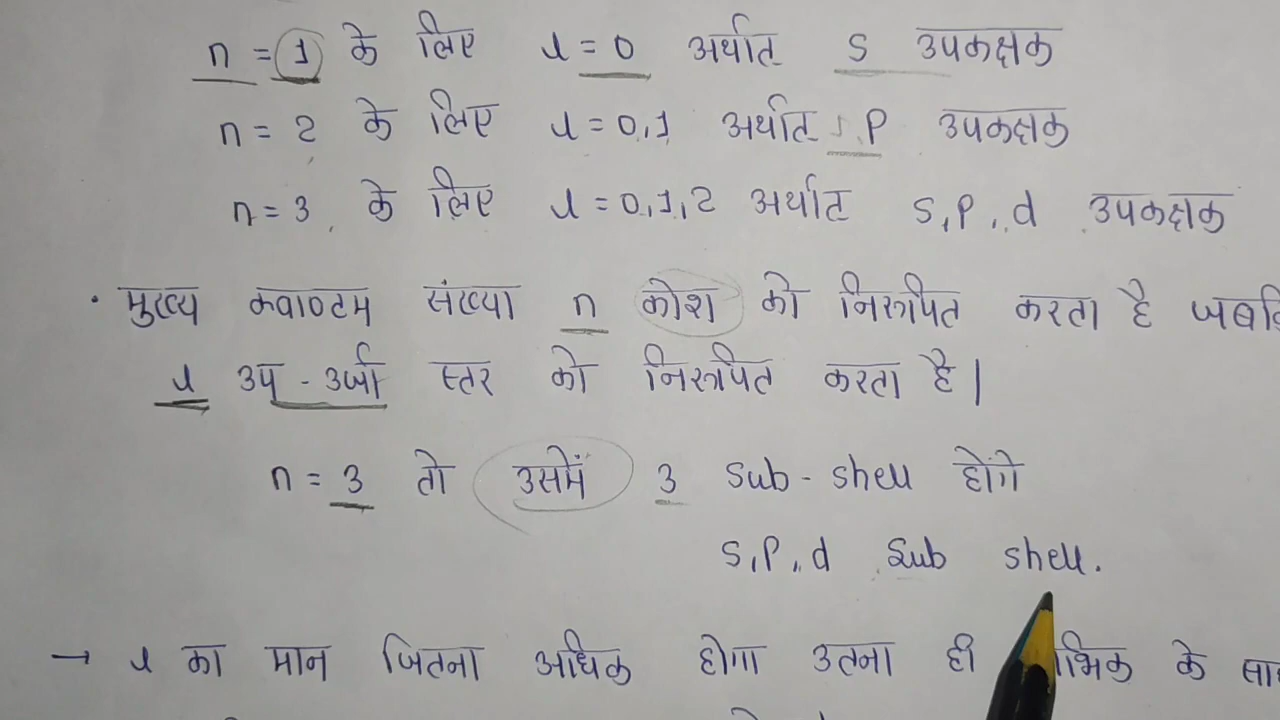 n = 1 के लिए l = 0 अर्थात s उपकक्षक
n = 2 के लिए l = 0,1 अर्थात s P उपकक्षक
n = 3 के लिए l = 0,1,2 अर्थात s,p,d उपकक्षक
• मुख्य क्वाण्टम संख्या n कोश को निरूपित करता है
l उप - उर्जा स्तर को निरूपित करता है।
n = 3 तो उसमें 3 sub - shell होंगे
s,p,d sub shell.
→ l का मान जितना अधिक होगा उतना ही के